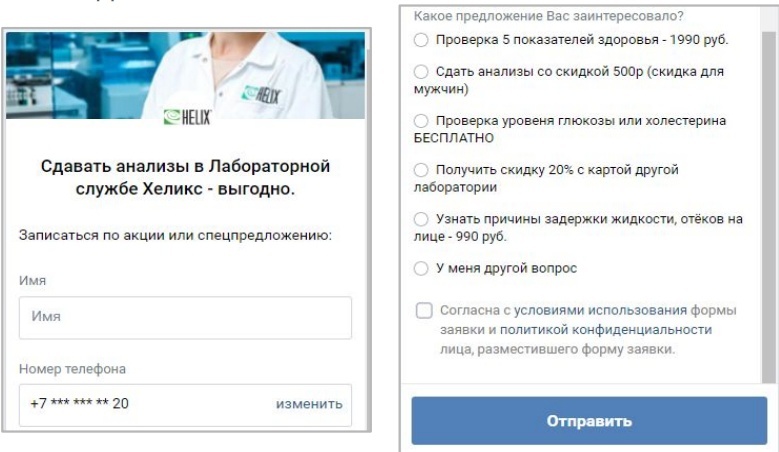 HELIX
HELIX
Сдавать анализы в Лабораторной
службе Хеликс - выгодно.
Записаться по акции или спецпредложению:
Имя
Имя
Номер телефона
+7 *** *** ** 20 изменить
Какое предложение Вас заинтересовало?
Проверка 5 показателей здоровья - 1990 руб.
Сдать анализы со скидкой 500р (скидка для
мужчин)
Проверка уровеня глюкозы или холестерина
БЕСПЛАТНО
Получить скидку 20% с картой другой
лаборатории
Узнать причины задержки жидкости, отёков на
лице - 990 руб.
У меня другой вопрос
Согласна с условиями использования формы
заявки и политикой конфиденциальности
лица, разместившего форму заявки.
Отправить